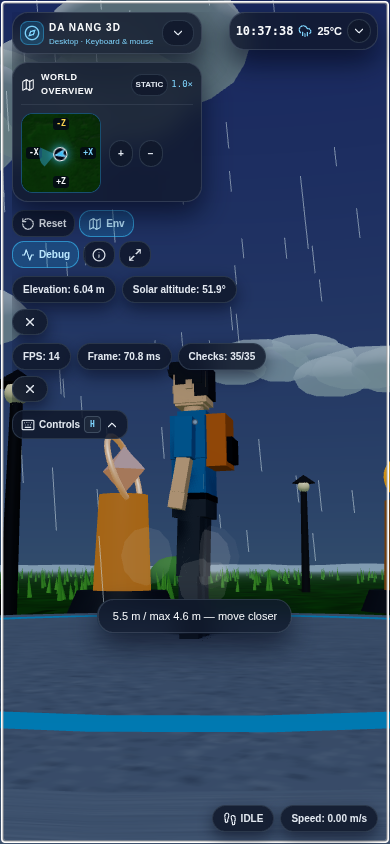 DA NANG 3D
Desktop · Keyboard & mouse
10:37:38
25°C
WORLD OVERVIEW
STATIC
1.0×
-Z
-X
+X
+Z
+
−
Reset
Env
Debug
Elevation: 6.04 m
Solar altitude: 51.9°
FPS: 14
Frame: 70.8 ms
Checks: 35/35
Controls
H
5.5 m / max 4.6 m — move closer
IDLE
Speed: 0.00 m/s